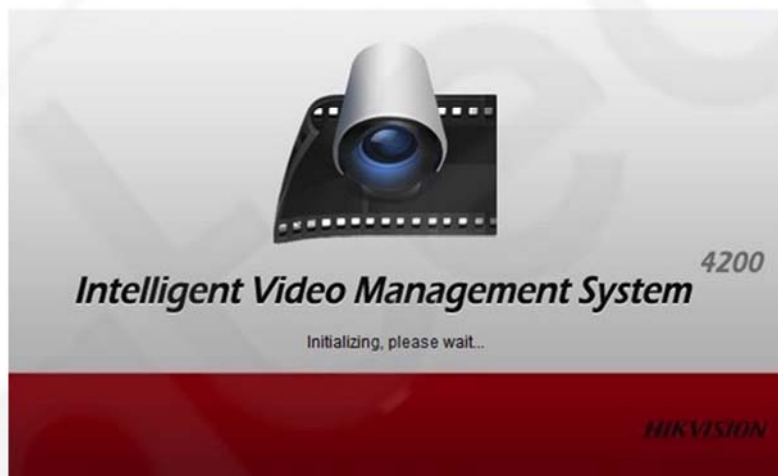 4200
Intelligent Video Management System
Initializing, please wait...
HIKVISION